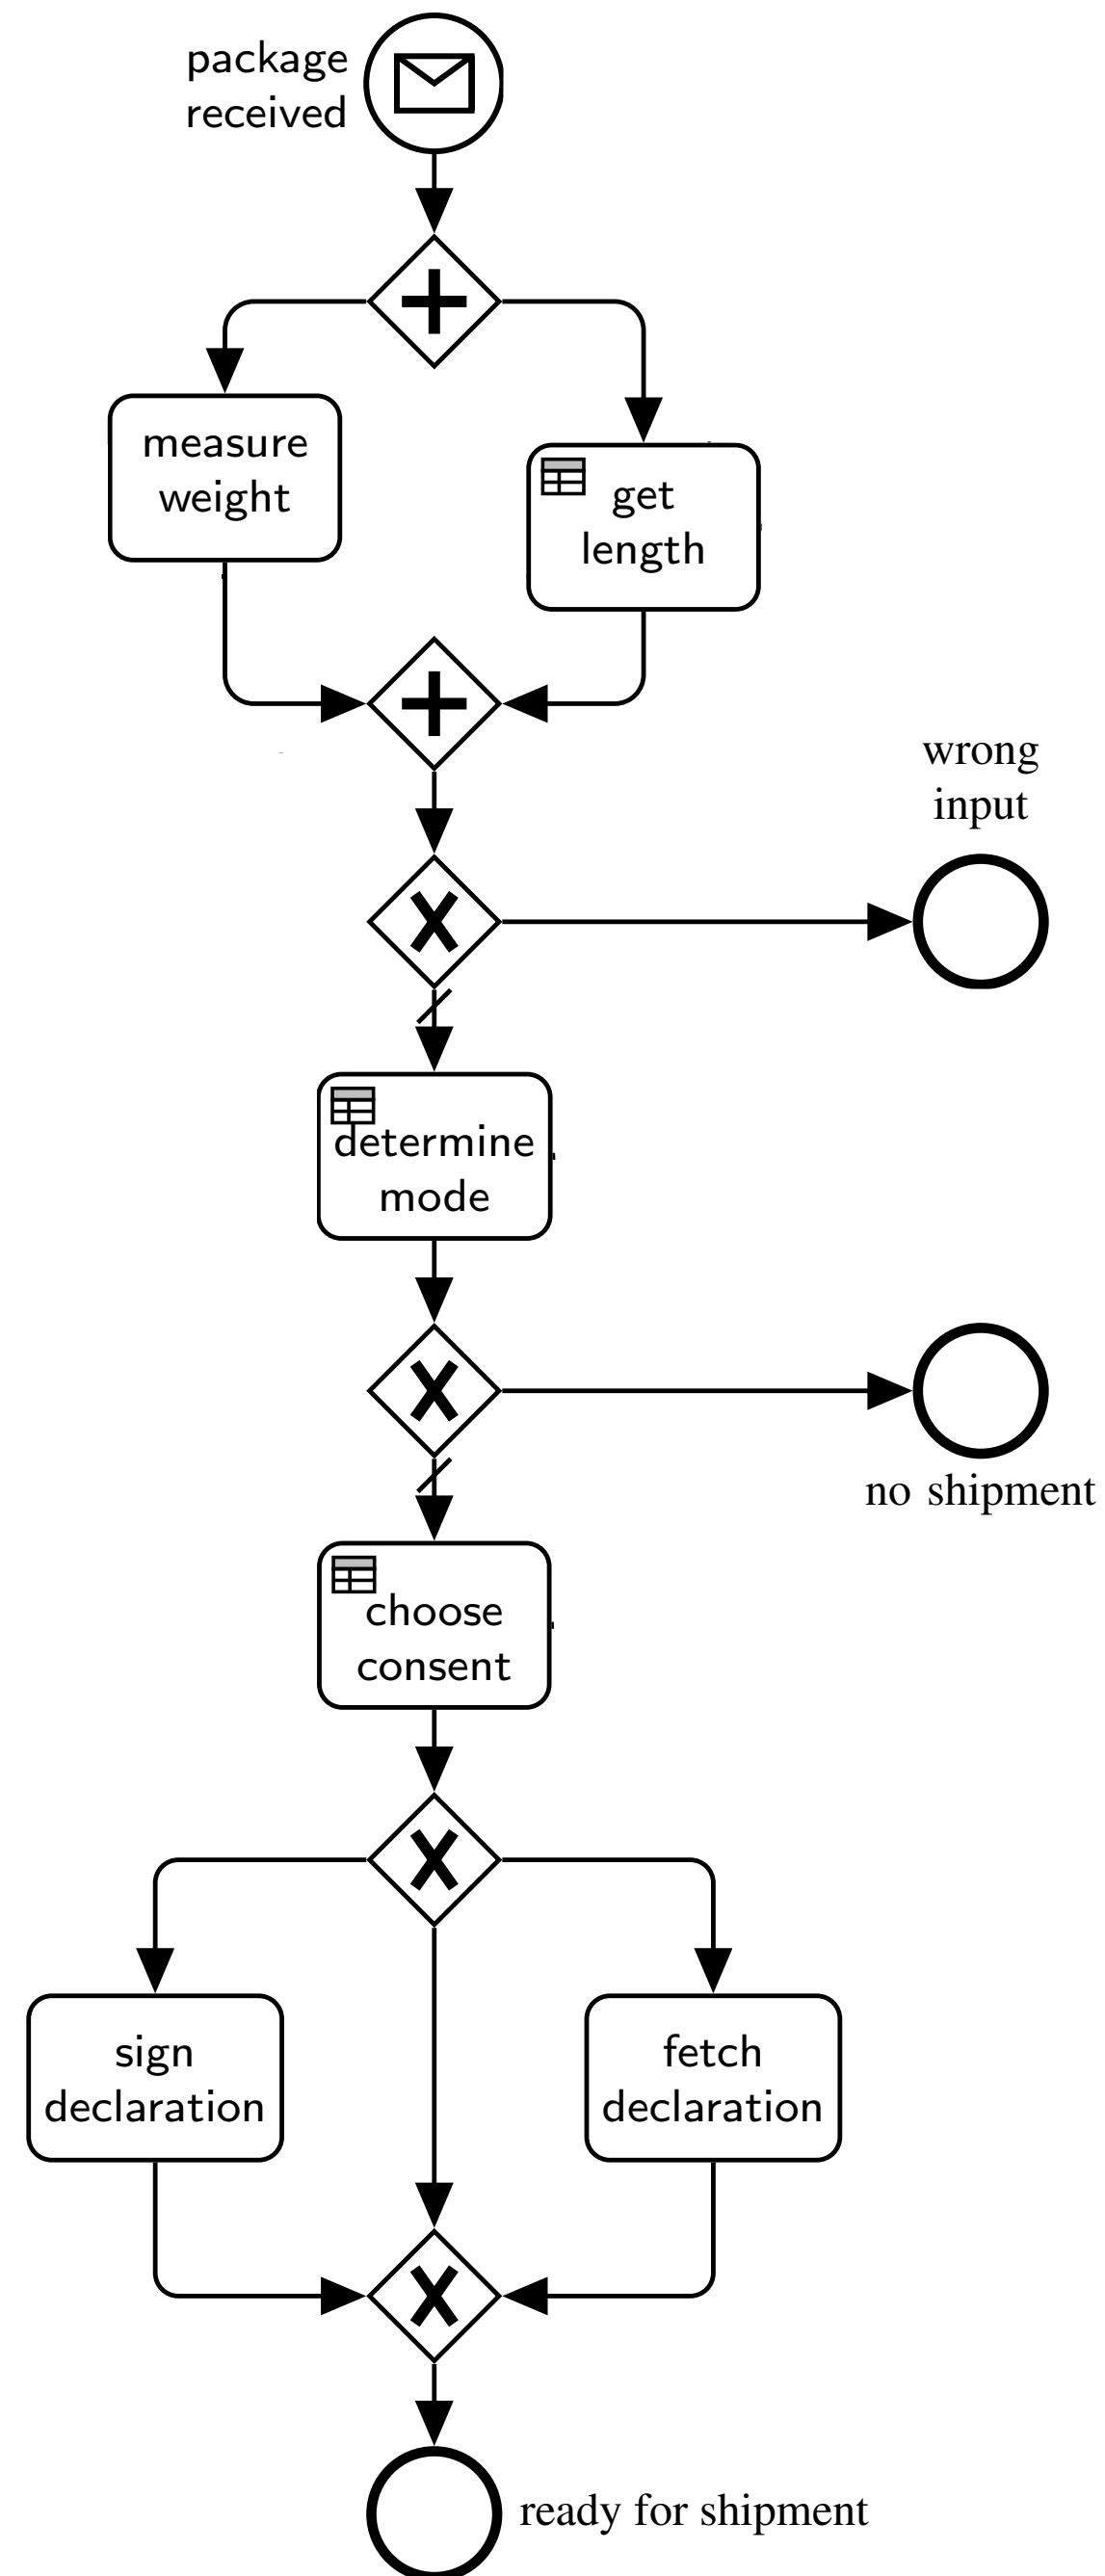 package
received
measure
weight
get
length
wrong
input
determine
mode
no shipment
choose
consent
sign
declaration
fetch
declaration
ready for shipment